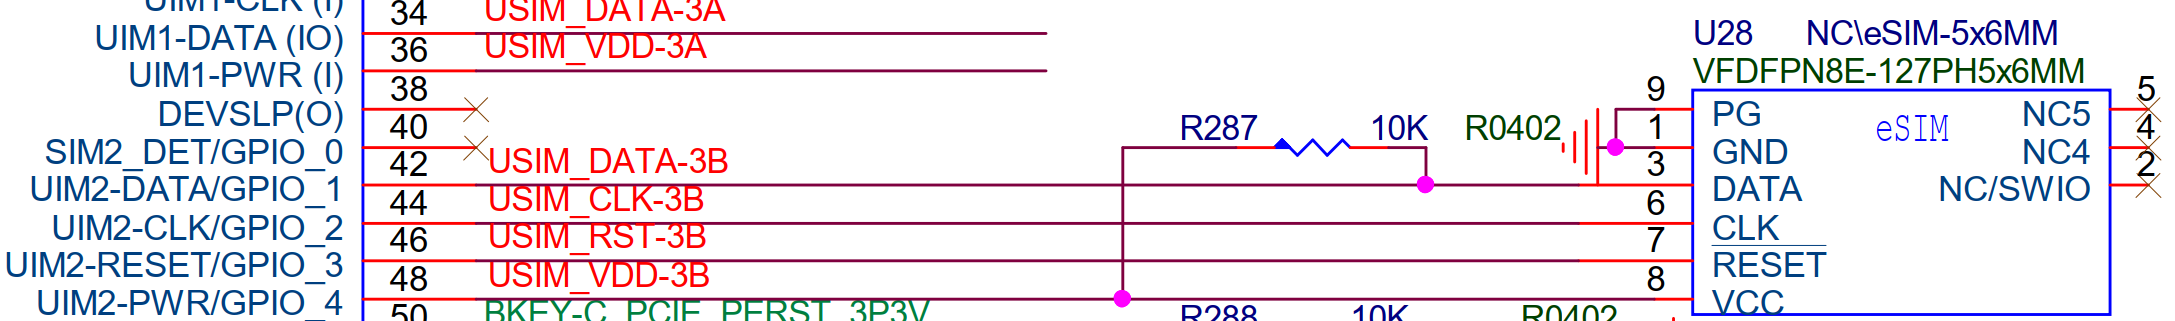 UIM1-CLK (I)
34 USIM_DATA-3A
UIM1-DATA (IO)
36 USIM_VDD-3A
UIM1-PWR (I)
38
DEVSLP(O)
40
SIM2_DET/GPIO_0
42 USIM_DATA-3B
UIM2-DATA/GPIO_1
44 USIM_CLK-3B
UIM2-CLK/GPIO_2
46 USIM_RST-3B
UIM2-RESET/GPIO_3
48 USIM_VDD-3B
UIM2-PWR/GPIO_4
50 BKEY-C_PCIE_PERST_3P3V
R287 10K R0402
R288 10K R0402
U28 NC\eSIM-5x6MM
VFDFPN8E-127PH5x6MM
9 PG NC5 5
1 GND NC4 4
3 DATA NC/SWIO 2
eSIM
6 CLK
7 RESET
8 VCC